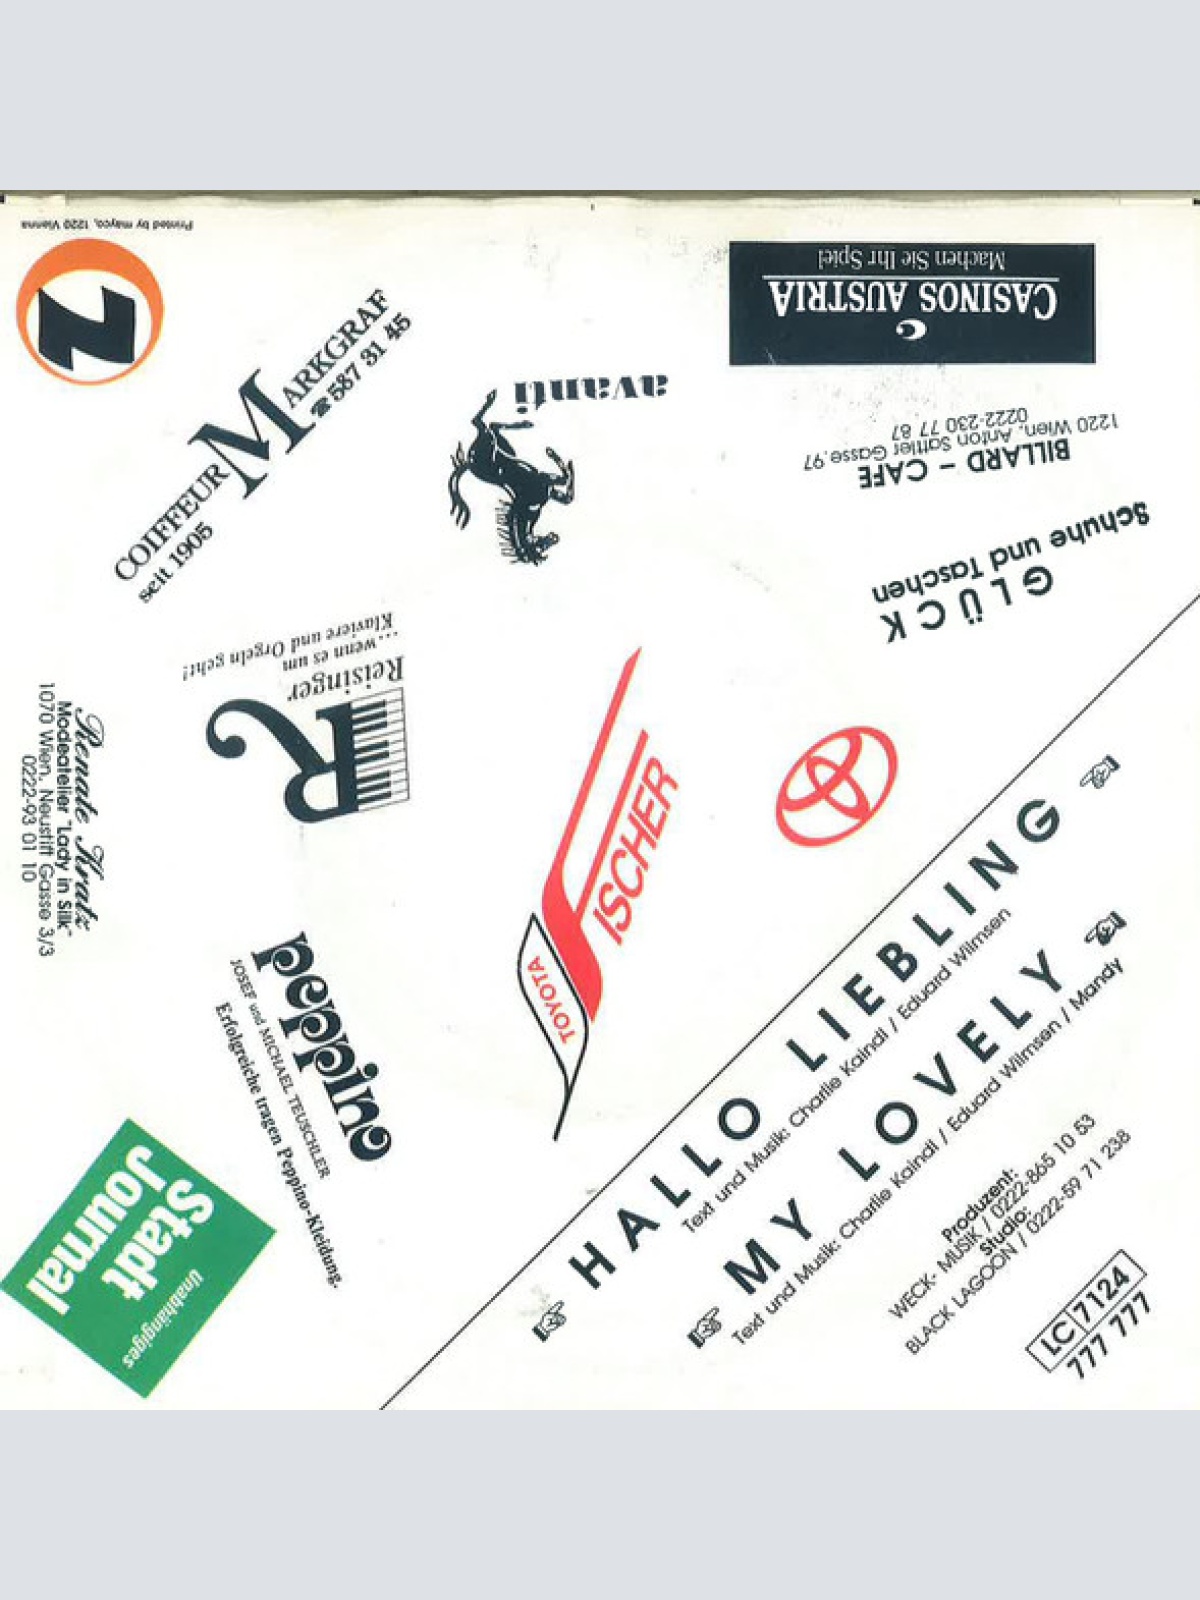 Printed by mayco, 1220 Vienna
Z
COIFFEUR MARKGRAF
seit 1905 ☎ 587 31 45
avanti
CASINOS AUSTRIA
Machen Sie Ihr Spiel
BILLARD - CAFE
1220 Wien, Anton Sattler Gasse 97
0222-230 77 87
GLÜCK
Schuhe und Taschen
R
Reisinger
...wenn es um
Klaviere und Orgeln geht!
Renate Kratz
Modeatelier "Lady in Silk"
1070 Wien, Neustift Gasse 3/3
0222-93 01 10
FISCHER
TOYOTA
peppino
JOSEF und MICHAEL TEUSCHLER
Erfolgreiche tragen Peppino-Kleidung.
Unabhängiges
Stadt
Journal
HALLO LIEBLING
Text und Musik: Charlie Kaindl / Eduard Wilmsen
MY LOVELY
Text und Musik: Charlie Kaindl / Eduard Wilmsen / Mandy
Produzent:
WECK- MUSIK / 0222-865 10 53
Studio:
BLACK LAGOON / 0222-59 71 238
LC 7124
777 777